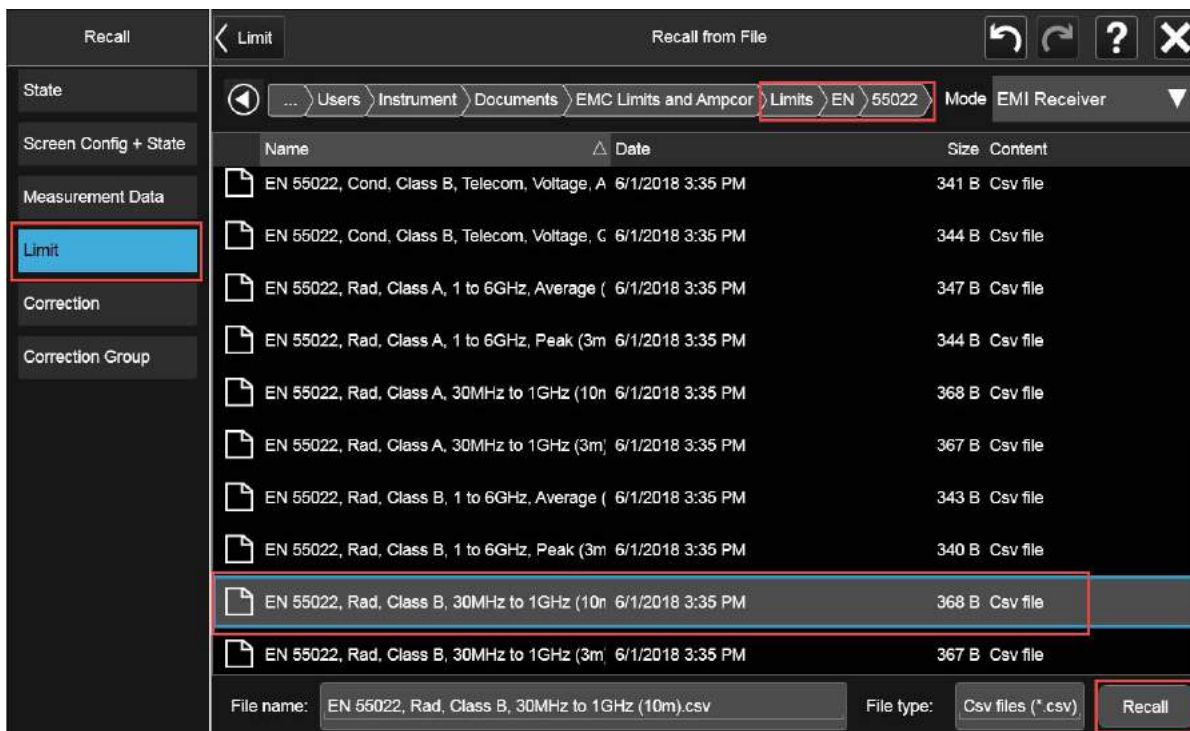 Recall
Limit
Recall from File
?
State
Screen Config + State
Measurement Data
Limit
Correction
Correction Group
... Users Instrument Documents EMC Limits and Ampcor Limits EN 55022 Mode EMI Receiver
Name Date Size Content
EN 55022, Cond, Class B, Telecom, Voltage, A 6/1/2018 3:35 PM 341 B Csv file
EN 55022, Cond, Class B, Telecom, Voltage, 6/1/2018 3:35 PM 344 B Csv file
EN 55022, Rad, Class A, 1 to 6GHz, Average ( 6/1/2018 3:35 PM 347 B Csv file
EN 55022, Rad, Class A, 1 to 6GHz, Peak (3m 6/1/2018 3:35 PM 344 B Csv file
EN 55022, Rad, Class A, 30MHz to 1GHz (10 6/1/2018 3:35 PM 368 B Csv file
EN 55022, Rad, Class A, 30MHz to 1GHz (3m) 6/1/2018 3:35 PM 367 B Csv file
EN 55022, Rad, Class B, 1 to 6GHz, Average ( 6/1/2018 3:35 PM 343 B Csv file
EN 55022, Rad, Class B, 1 to 6GHz, Peak (3m 6/1/2018 3:35 PM 340 B Csv file
EN 55022, Rad, Class B, 30MHz to 1GHz (10 6/1/2018 3:35 PM 368 B Csv file
EN 55022, Rad, Class B, 30MHz to 1GHz (3m 6/1/2018 3:35 PM 367 B Csv file
File name: EN 55022, Rad, Class B, 30MHz to 1GHz (10m).csv File type: Csv files (*.csv) Recall